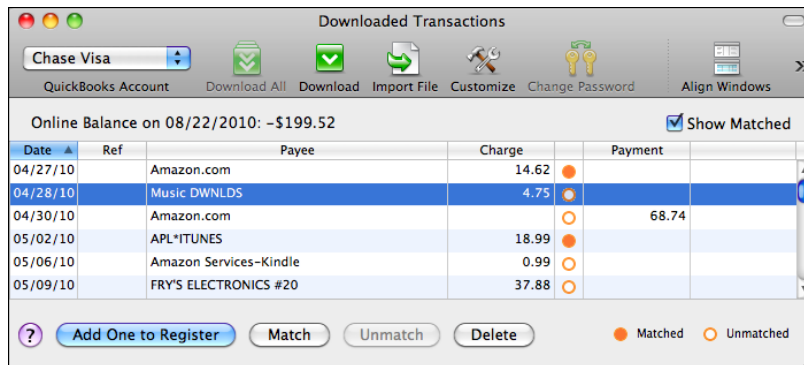 Downloaded Transactions
Chase Visa
QuickBooks Account Download All Download Import File Customize Change Password Align Windows
Online Balance on 08/22/2010: -$199.52 Show Matched
Date Ref Payee Charge Payment
04/27/10 Amazon.com 14.62
04/28/10 Music DWNLDS 4.75
04/30/10 Amazon.com 68.74
05/02/10 APL*ITUNES 18.99
05/06/10 Amazon Services-Kindle 0.99
05/09/10 FRY'S ELECTRONICS #20 37.88
? Add One to Register Match Unmatch Delete Matched Unmatched